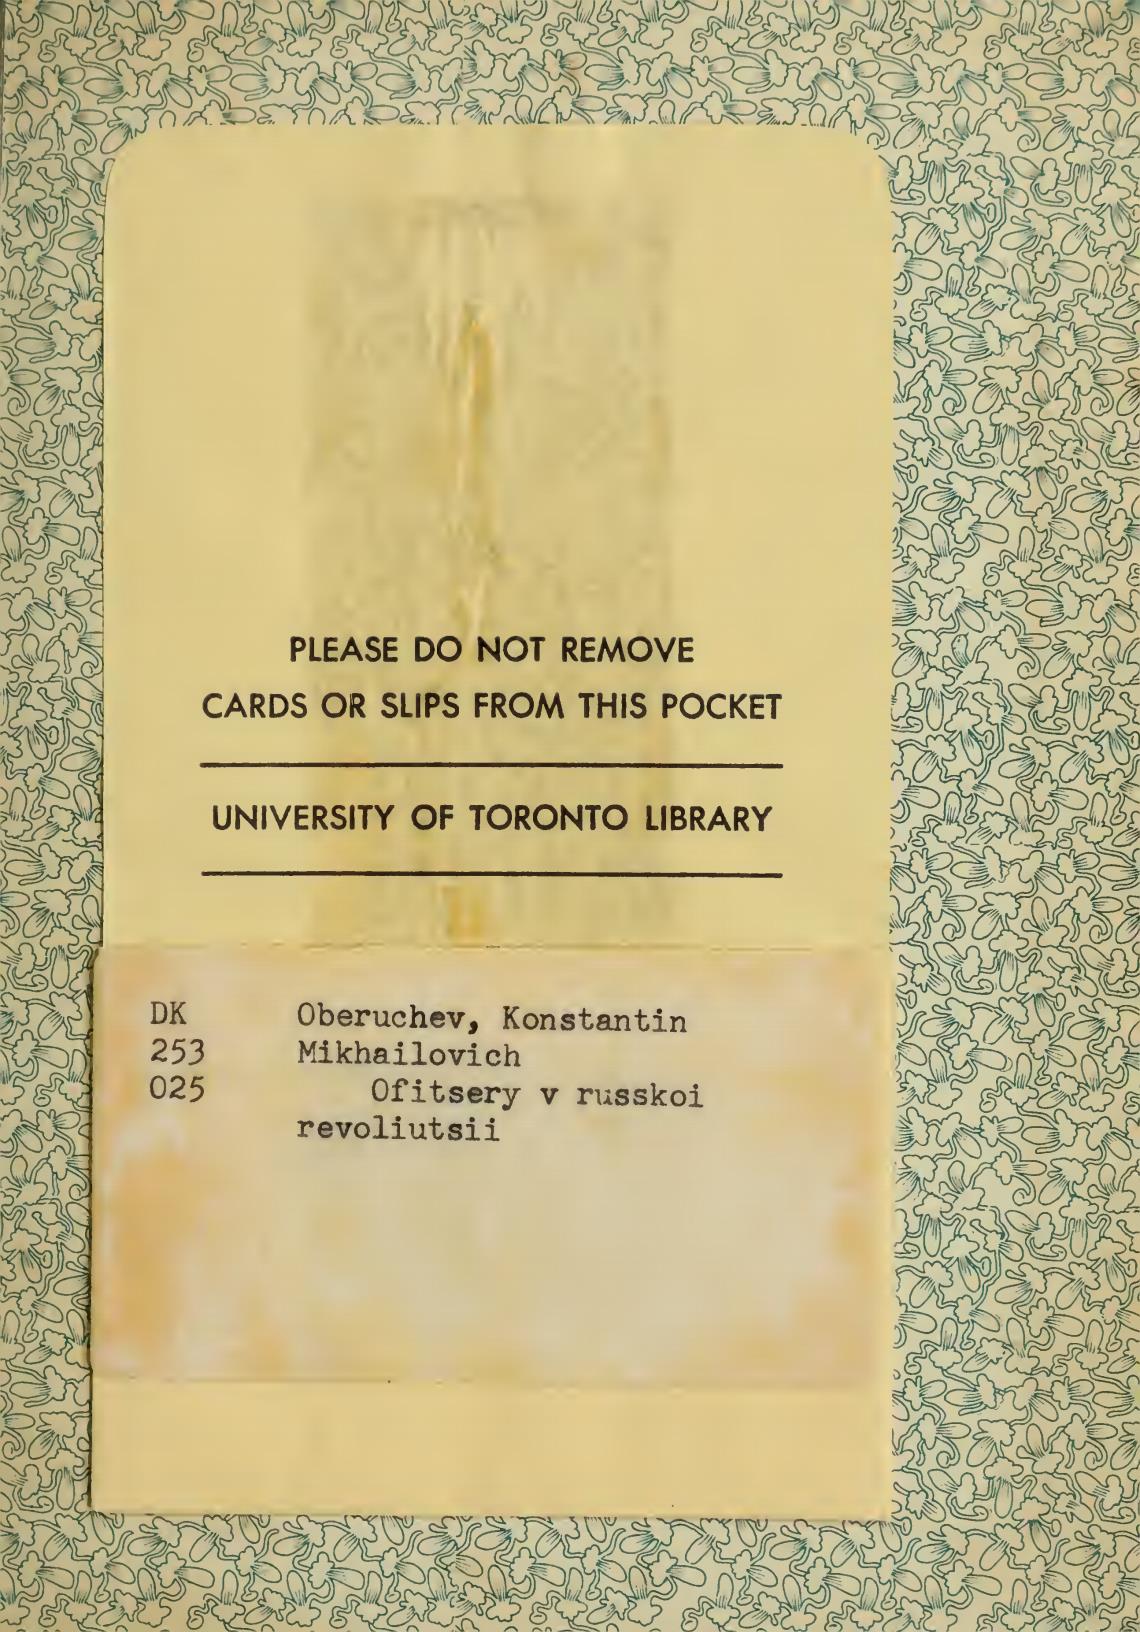 PLEASE DO NOT REMOVE
CARDS OR SLIPS FROM THIS POCKET
UNIVERSITY OF TORONTO LIBRARY
DK Oberuchev, Konstantin
253 Mikhailovich
O25 Ofitsery v russkoi
revoliutsii